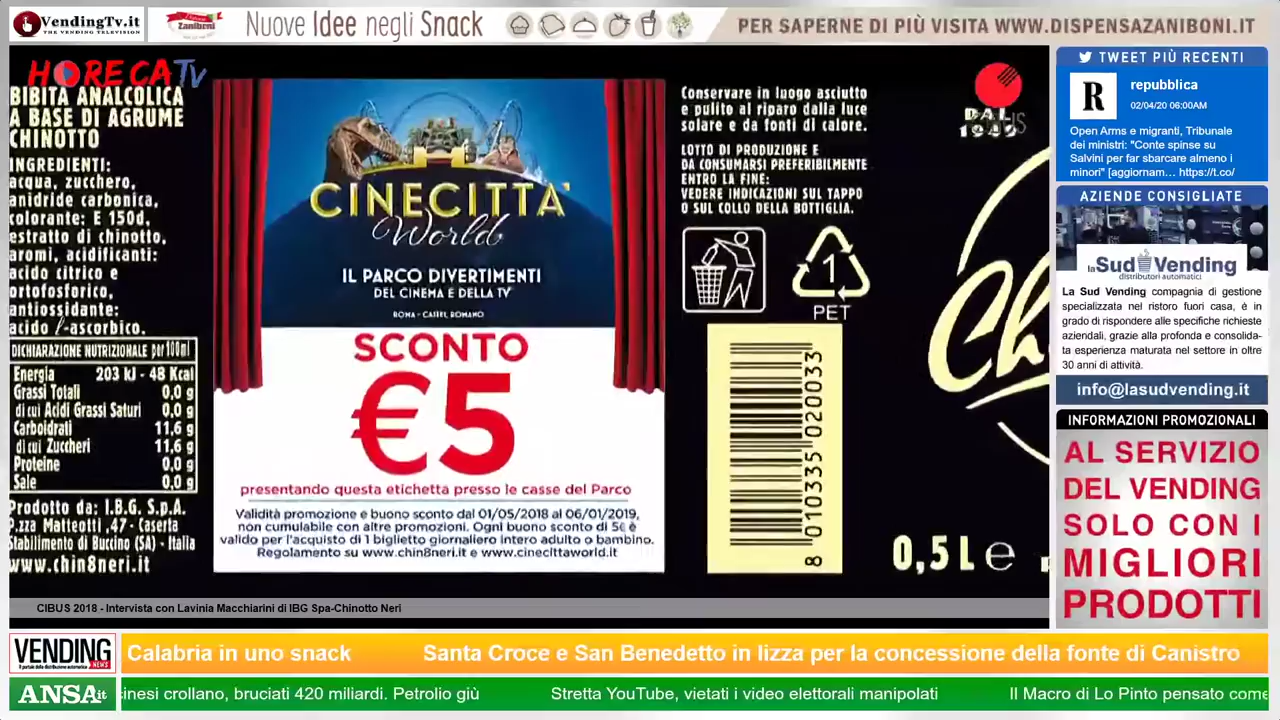 VendingTv.it
THE VENDING TELEVISION
Zaniboni
Nuove Idee negli Snack
PER SAPERNE DI PIÙ VISITA WWW.DISPENSAZANIBONI.IT
HORECATV
BIBITA ANALCOLICA
A BASE DI AGRUME
CHINOTTO
INGREDIENTI:
acqua, zucchero,
anidride carbonica,
colorante: E 150d,
estratto di chinotto,
aromi, acidificanti:
acido citrico e
ortofosforico,
antiossidante:
acido l-ascorbico.
DICHIARAZIONE NUTRIZIONALE per 100ml
Energia 203 kJ - 48 Kcal
Grassi Totali 0,0 g
di cui Acidi Grassi Saturi 0,0 g
Carboidrati 11,6 g
di cui Zuccheri 11,6 g
Proteine 0,0 g
Sale 0,0 g
Prodotto da: I.B.G. S.p.A.
P.zza Matteotti ,47 - Caserta
Stabilimento di Buccino (SA) - Italia
www.chin8neri.it
CINECITTA'
World
IL PARCO DIVERTIMENTI
DEL CINEMA E DELLA TV
ROMA - CASTEL ROMANO
SCONTO
€5
presentando questa etichetta presso le casse del Parco
Validità promozione e buono sconto dal 01/05/2018 al 06/01/2019,
non cumulabile con altre promozioni. Ogni buono sconto di 5€ è
valido per l'acquisto di 1 biglietto giornaliero intero adulto o bambino.
Regolamento su www.chin8neri.it e www.cinecittaworld.it
Conservare in luogo asciutto
e pulito al riparo dalla luce
solare e da fonti di calore.
LOTTO DI PRODUZIONE E
DA CONSUMARSI PREFERIBILMENTE
ENTRO LA FINE:
VEDERE INDICAZIONI SUL TAPPO
O SUL COLLO DELLA BOTTIGLIA.
1
PET
8 010335 020033
DAL
1949
Ch
0,5 L e
CIBUS 2018 - Intervista con Lavinia Macchiarini di IBG Spa-Chinotto Neri
TWEET PIÙ RECENTI
R
repubblica
02/04/20 06:00AM
Open Arms e migranti, Tribunale
dei ministri: "Conte spinse su
Salvini per far sbarcare almeno i
minori" [aggiornam… https://t.co/
AZIENDE CONSIGLIATE
la Sud Vending
distributori automatici
La Sud Vending compagnia di gestione
specializzata nel ristoro fuori casa, è in
grado di rispondere alle specifiche richieste
aziendali, grazie alla profonda e consolida-
ta esperienza maturata nel settore in oltre
30 anni di attività.
info@lasudvending.it
INFORMAZIONI PROMOZIONALI
AL SERVIZIO
DEL VENDING
SOLO CON I
MIGLIORI
PRODOTTI
VENDING
NEWS
Calabria in uno snack Santa Croce e San Benedetto in lizza per la concessione della fonte di Canistro
ANSA.it
sinesi crollano, bruciati 420 miliardi. Petrolio giù Stretta YouTube, vietati i video elettorali manipolati Il Macro di Lo Pinto pensato come